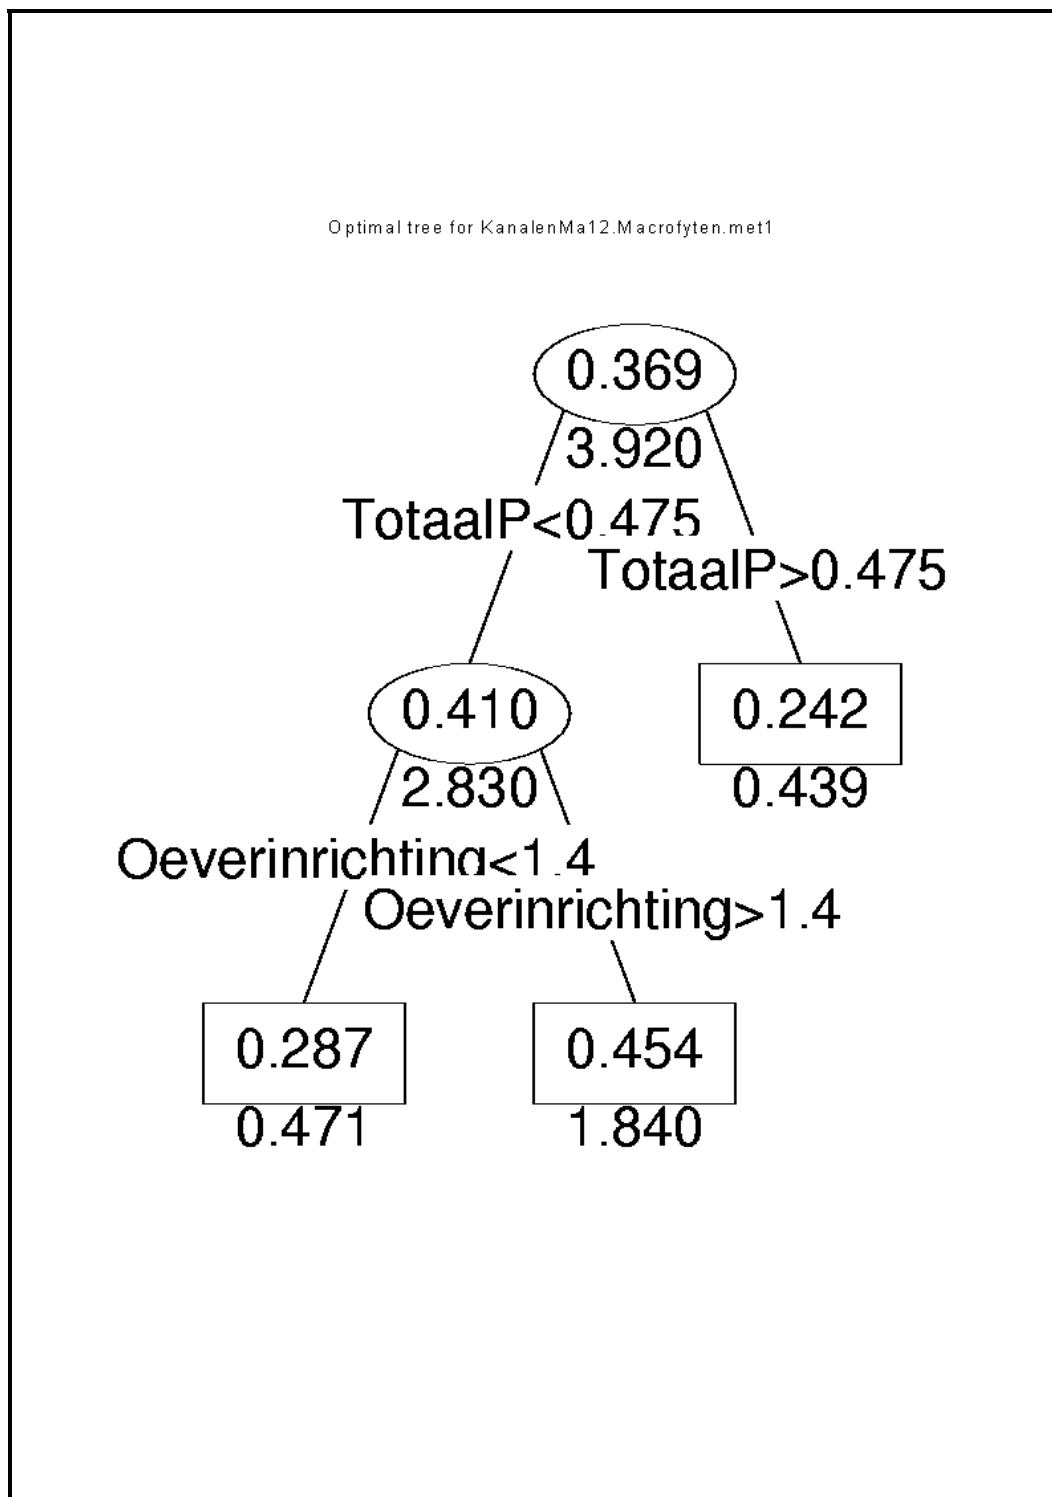 Optimal tree for KanalenMa12.Macrofyten.met1
0.369
3.920
TotaalP<0.475
TotaalP>0.475
0.410
0.242
2.830
0.439
Oeverinrichting<1.4
Oeverinrichting>1.4
0.287
0.454
0.471
1.840